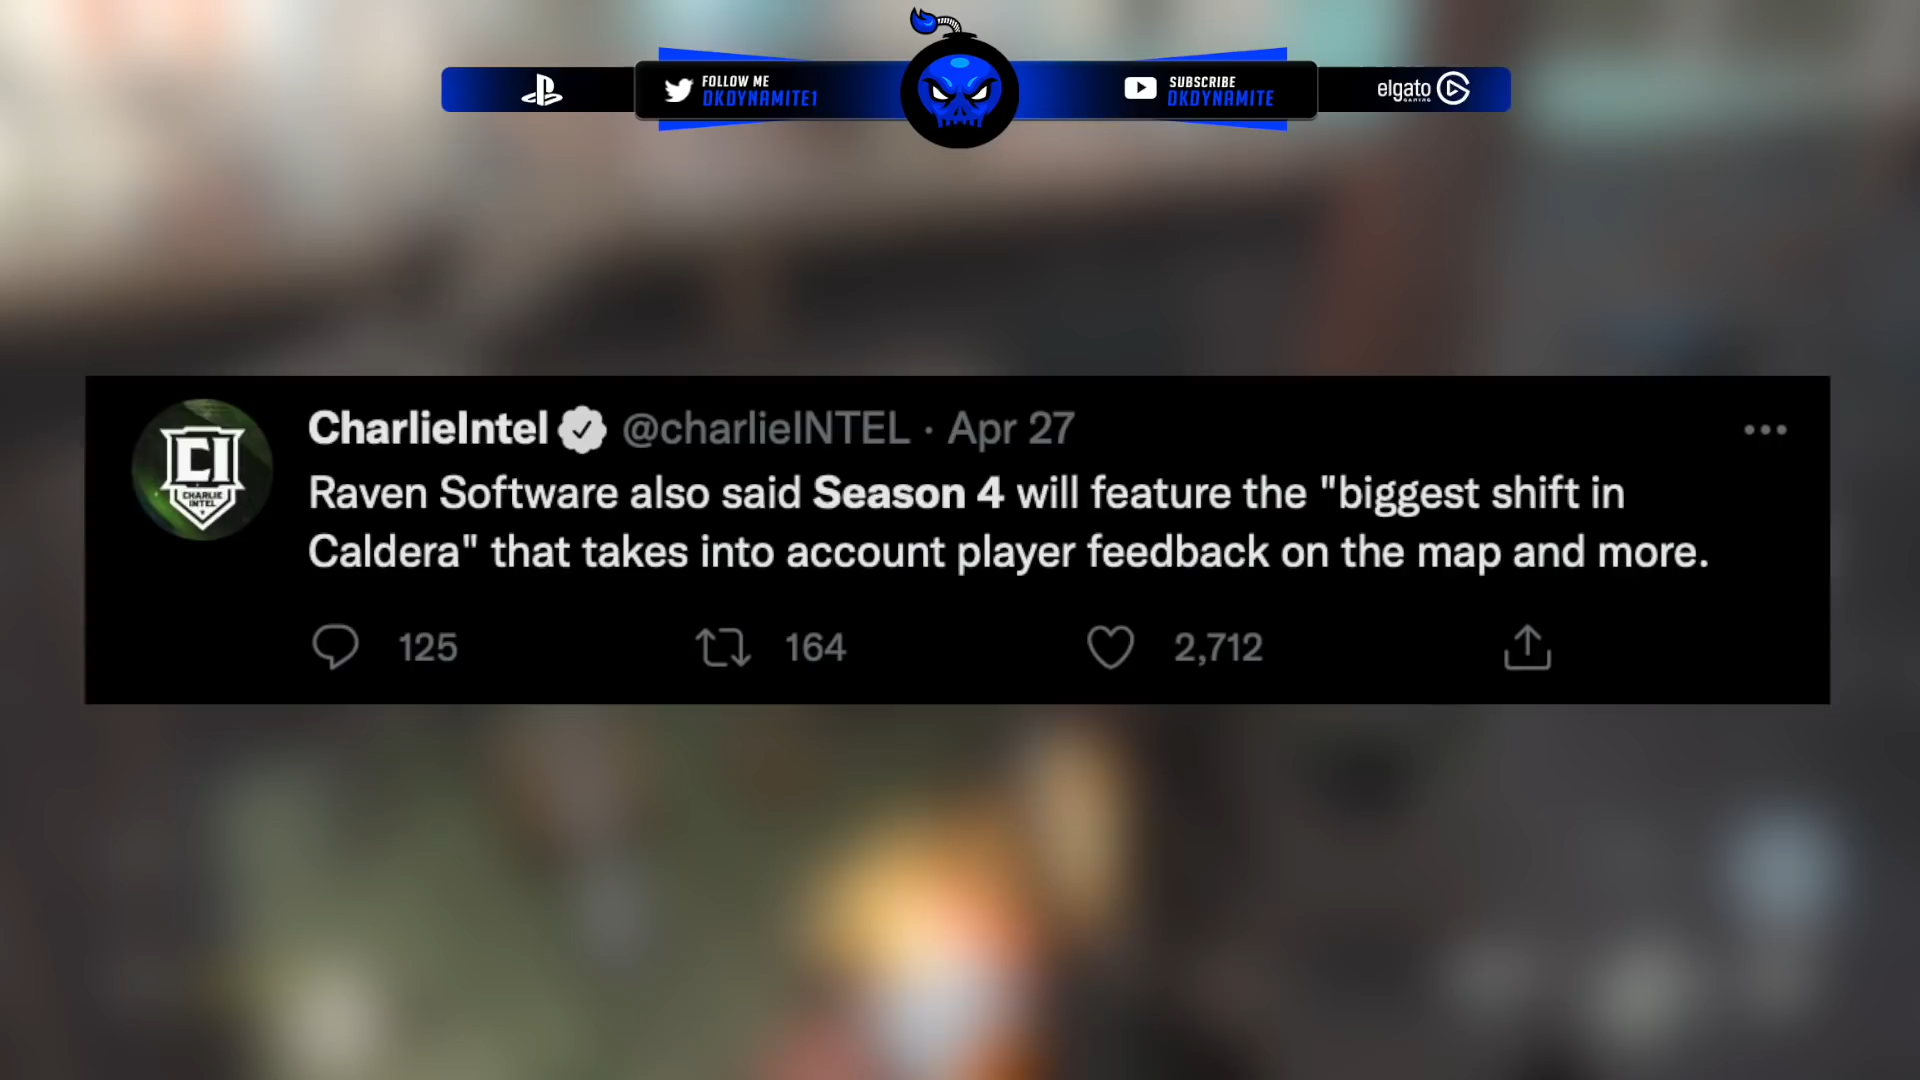 FOLLOW ME
DKDYNAMITE1
SUBSCRIBE
DKDYNAMITE
elgato
GAMING
CharlieIntel @charlieINTEL · Apr 27
CI
CHARLIE
INTEL
Raven Software also said Season 4 will feature the "biggest shift in
Caldera" that takes into account player feedback on the map and more.
125 164 2,712